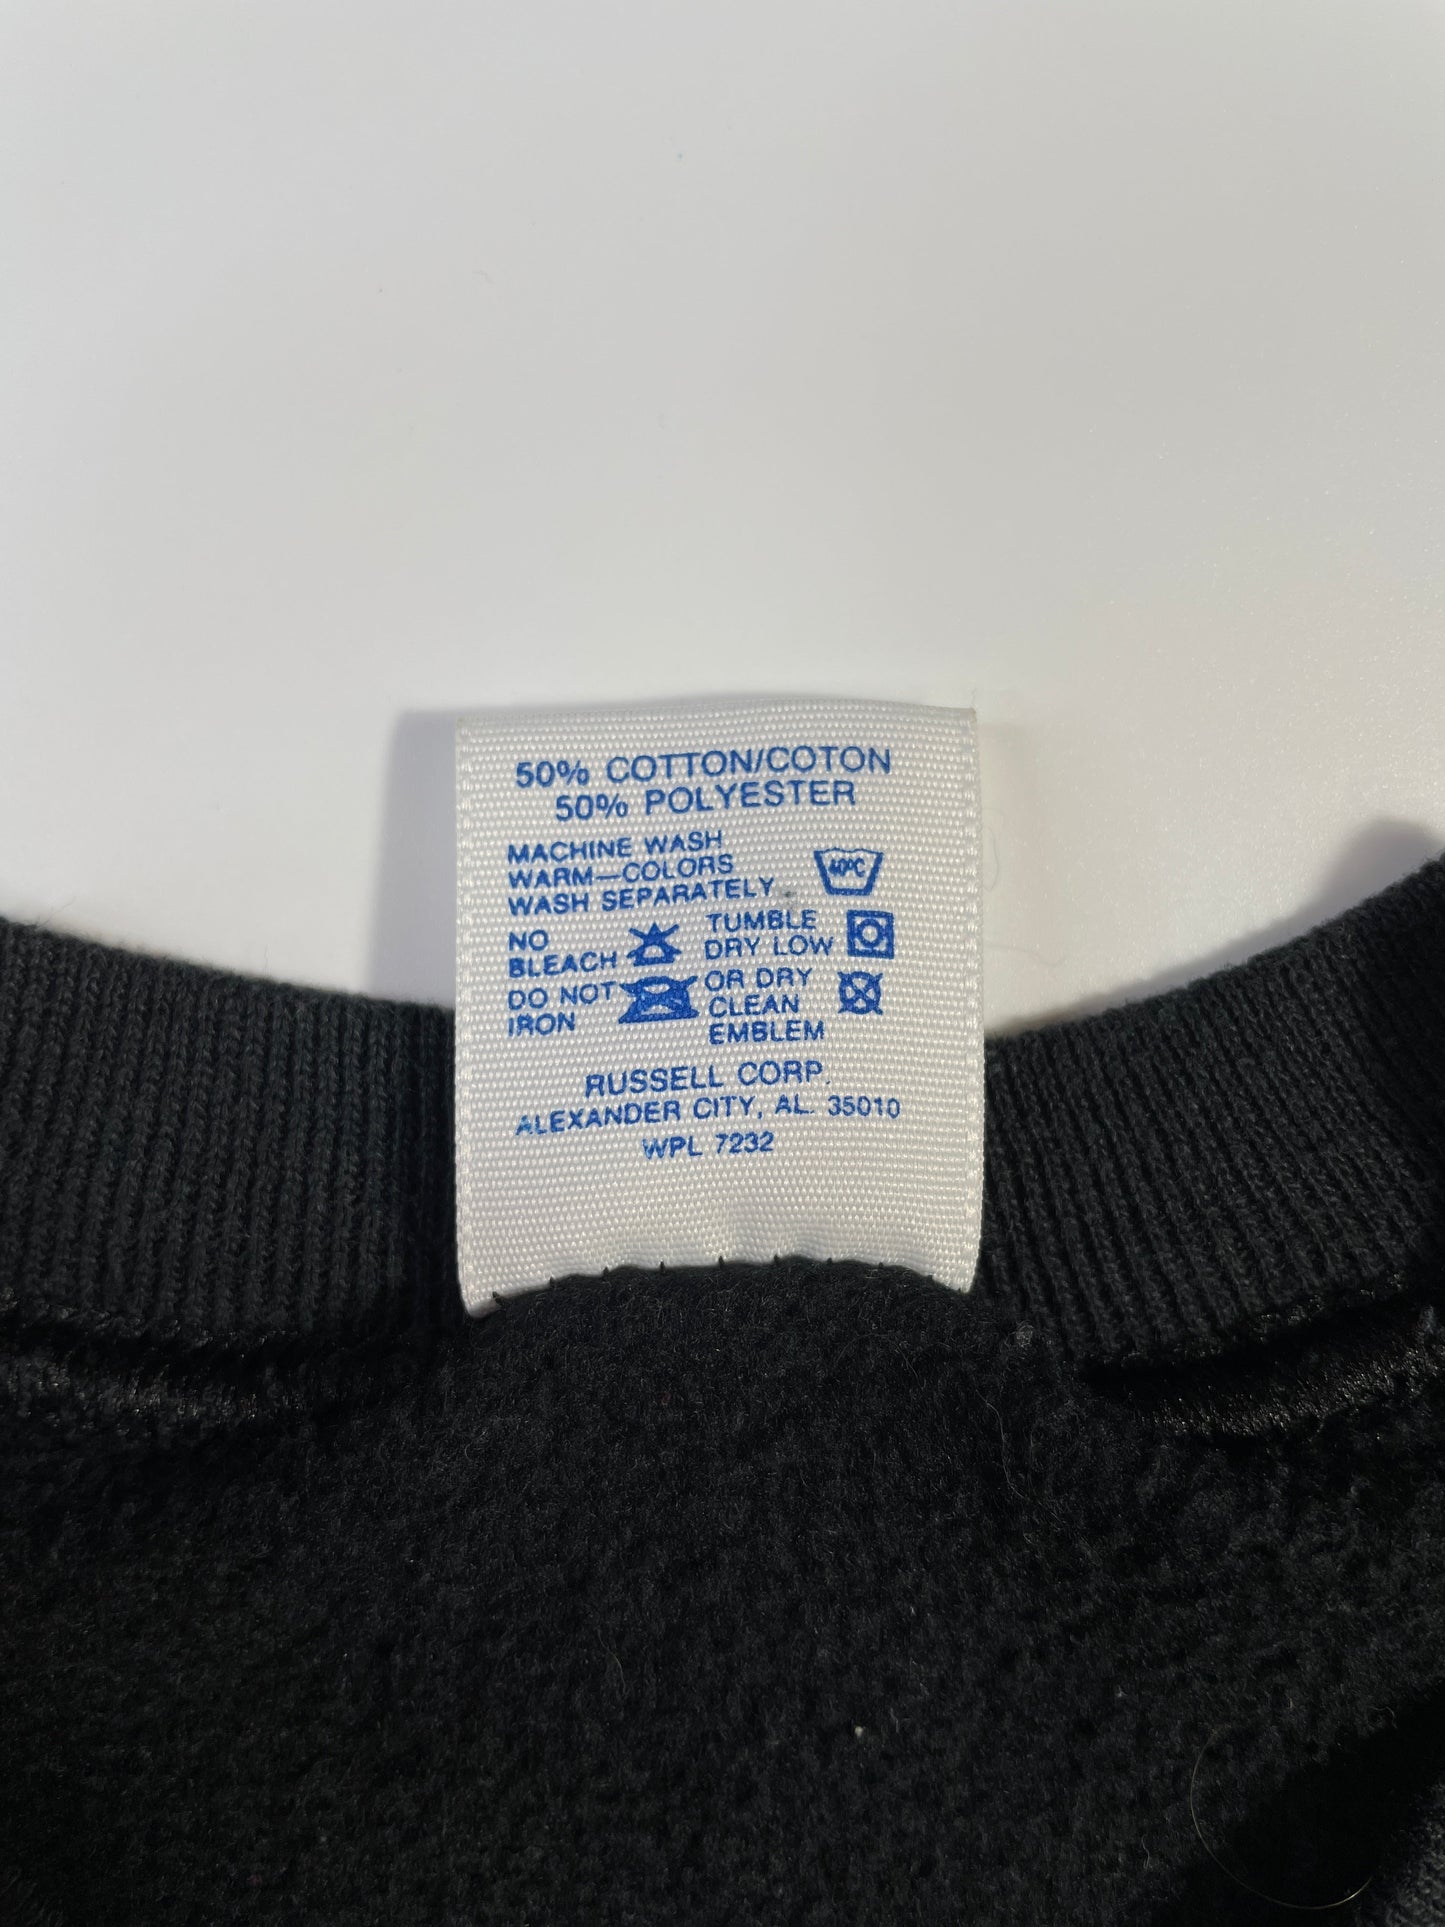 50% COTTON/COTON
50% POLYESTER
MACHINE WASH
WARM—COLORS
WASH SEPARATELY
40°C
NO
BLEACH
TUMBLE
DRY LOW
DO NOT
IRON
OR DRY
CLEAN
EMBLEM
RUSSELL CORP.
ALEXANDER CITY, AL. 35010
WPL 7232